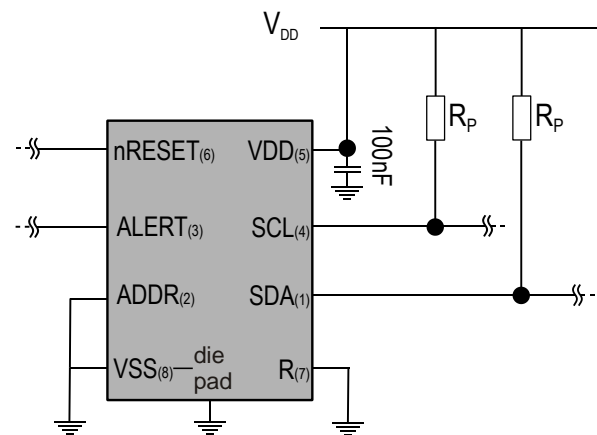 VDD
RP
RP
100nF
nRESET(6)
VDD(5)
ALERT(3)
SCL(4)
ADDR(2)
SDA(1)
VSS(8)
die
pad
R(7)